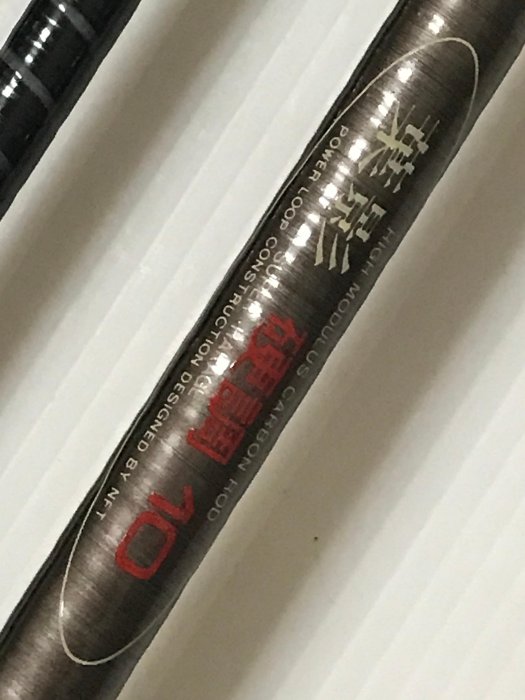 HIGH MODULUS CARBON ROD
硬調 10
POWER LOOP CONSTRUCTION DESIGNED BY NFT